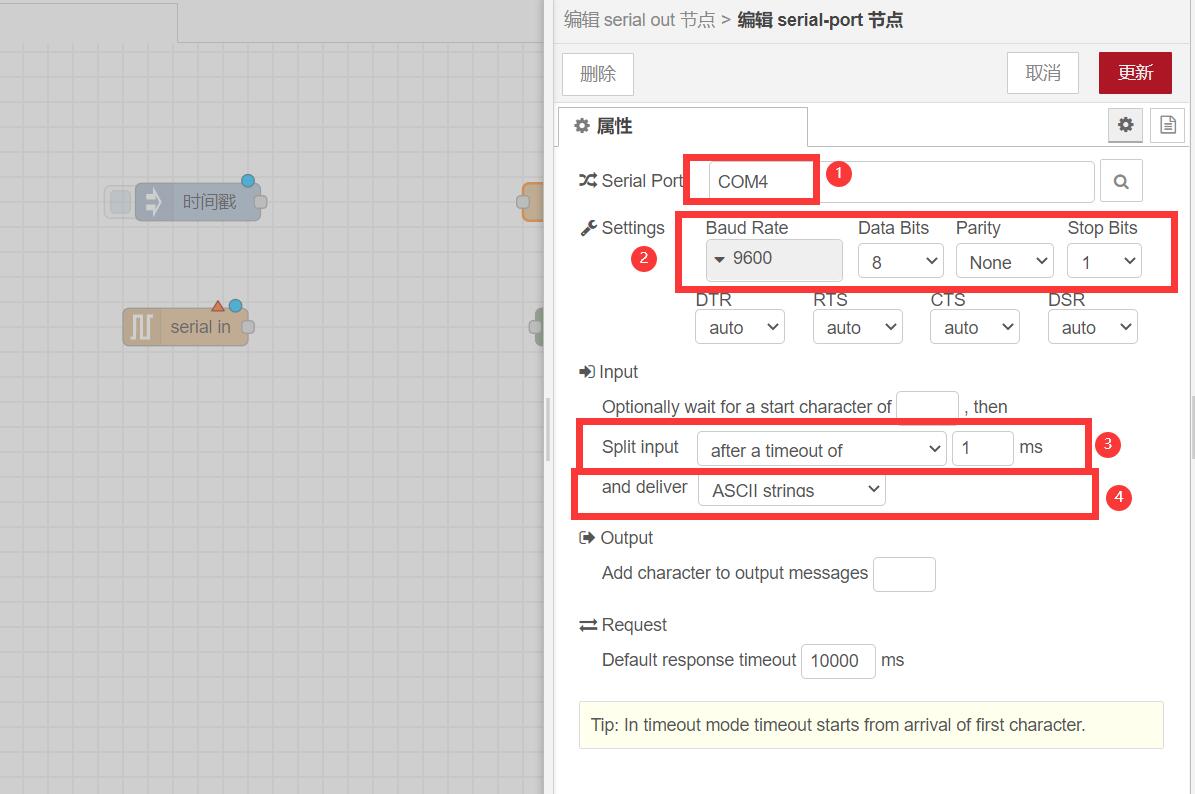 编辑 serial out 节点 > 编辑 serial-port 节点
删除 取消 更新
属性
Serial Port COM4 1
Settings Baud Rate Data Bits Parity Stop Bits
2 9600 8 None 1
DTR RTS CTS DSR
auto auto auto auto
Input
Optionally wait for a start character of , then
Split input after a timeout of 1 ms 3
and deliver ASCII strings 4
Output
Add character to output messages
Request
Default response timeout 10000 ms
Tip: In timeout mode timeout starts from arrival of first character.
时间戳
serial in